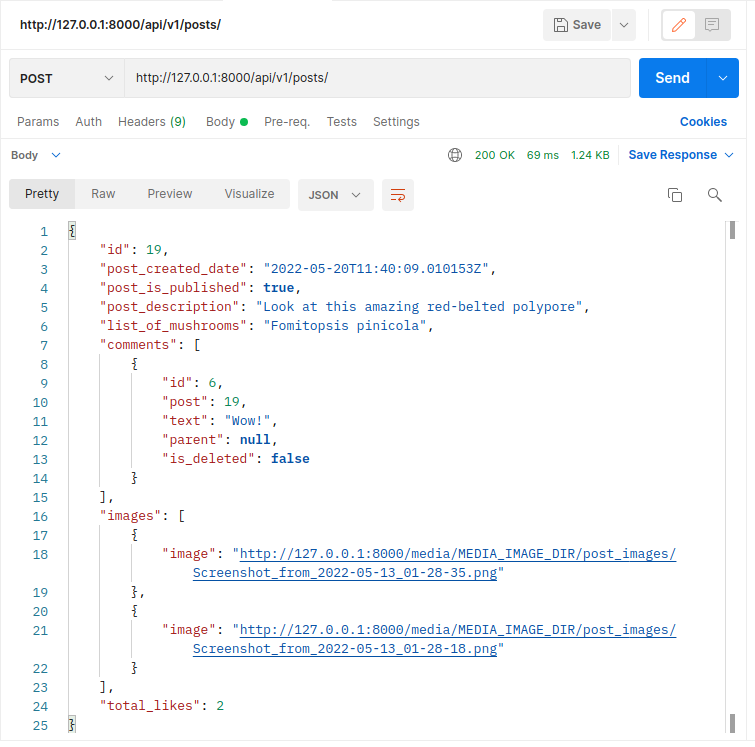 http://127.0.0.1:8000/api/v1/posts/
Save
POST
http://127.0.0.1:8000/api/v1/posts/
Send
Params Auth Headers (9) Body Pre-req. Tests Settings Cookies
Body 200 OK 69 ms 1.24 KB Save Response
Pretty Raw Preview Visualize JSON
1 {
2 "id": 19,
3 "post_created_date": "2022-05-20T11:40:09.010153Z",
4 "post_is_published": true,
5 "post_description": "Look at this amazing red-belted polypore",
6 "list_of_mushrooms": "Fomitopsis pinicola",
7 "comments": [
8 {
9 "id": 6,
10 "post": 19,
11 "text": "Wow!",
12 "parent": null,
13 "is_deleted": false
14 }
15 ],
16 "images": [
17 {
18 "image": "http://127.0.0.1:8000/media/MEDIA_IMAGE_DIR/post_images/
Screenshot_from_2022-05-13_01-28-35.png"
19 },
20 {
21 "image": "http://127.0.0.1:8000/media/MEDIA_IMAGE_DIR/post_images/
Screenshot_from_2022-05-13_01-28-18.png"
22 }
23 ],
24 "total_likes": 2
25 }